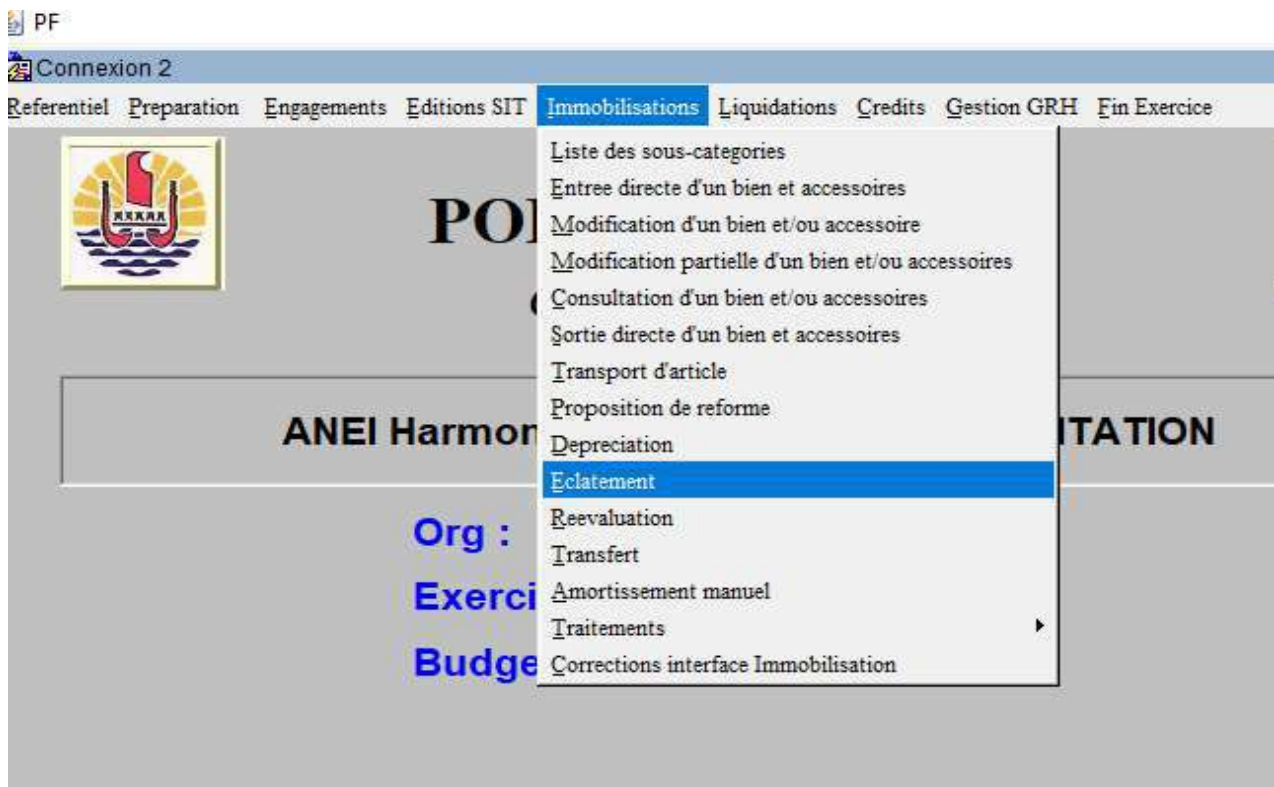 PF
Connexion 2
Referentiel Preparation Engagements Editions SIT Immobilisations Liquidations Credits Gestion GRH Fin Exercice
Liste des sous-categories
Entree directe d'un bien et accessoires
Modification d'un bien et/ou accessoire
Modification partielle d'un bien et/ou accessoires
Consultation d'un bien et/ou accessoires
Sortie directe d'un bien et accessoires
Transport d'article
Proposition de reforme
Depreciation
Eclatement
Reevaluation
Transfert
Amortissement manuel
Traitements
Corrections interface Immobilisation
PO
ANEI Harmon
TATION
Org :
Exerci
Budge